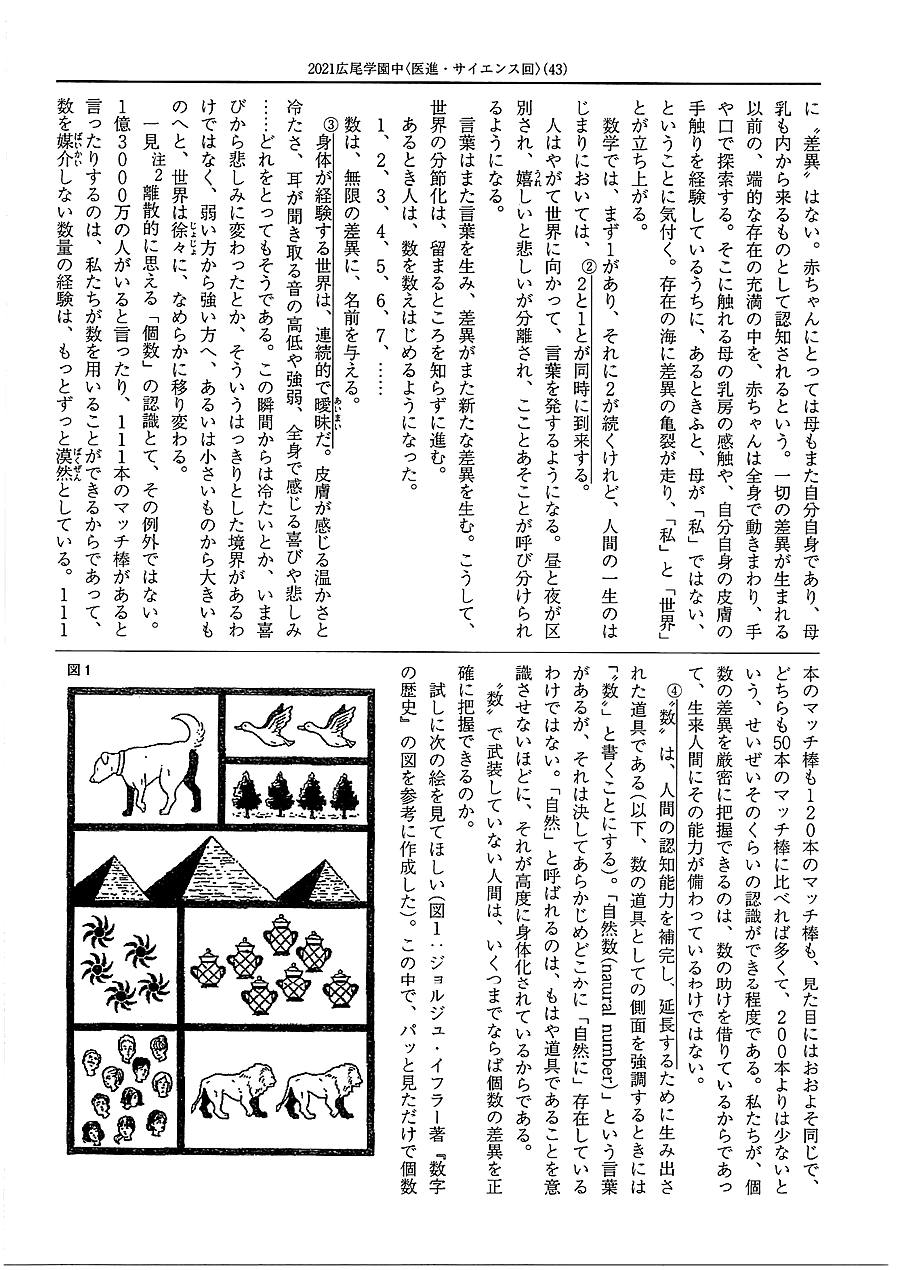 2021広尾学園中〈医進・サイエンス回〉(43)
に〝差異〟はない。赤ちゃんにとっては母もまた自分自身であり、母
乳も内から来るものとして認知されるという。一切の差異が生まれる
以前の、端的な存在の充満の中を、赤ちゃんは全身で動きまわり、手
や口で探索する。そこに触れる母の乳房の感触や、自分自身の皮膚の
手触りを経験しているうちに、あるときふと、母が「私」ではない、
ということに気付く。存在の海に差異の亀裂が走り、「私」と「世界」
とが立ち上がる。
数学では、まず1があり、それに2が続くけれど、人間の一生のは
じまりにおいては、②2と1とが同時に到来する。
人はやがて世界に向かって、言葉を発するようになる。昼と夜が区
別され、嬉しいと悲しいが分離され、こことあそことが呼び分けられ
るようになる。
言葉はまた言葉を生み、差異がまた新たな差異を生む。こうして、
世界の分節化は、留まるところを知らずに進む。
あるとき人は、数を数えはじめるようになった。
1、2、3、4、5、6、7、……
数は、無限の差異に、名前を与える。
③身体が経験する世界は、連続的で曖昧だ。皮膚が感じる温かさと
冷たさ、耳が聞き取る音の高低や強弱、全身で感じる喜びや悲しみ
……どれをとってもそうである。この瞬間からは冷たいとか、いま喜
びから悲しみに変わったとか、そういうはっきりとした境界があるわ
けではなく、弱い方から強い方へ、あるいは小さいものから大きいも
のへと、世界は徐々に、なめらかに移り変わる。
一見 注2 離散的に思える「個数」の認識とて、その例外ではない。
1億3000万の人がいると言ったり、111本のマッチ棒があると
言ったりするのは、私たちが数を用いることができるからであって、
数を媒介しない数量の経験は、もっとずっと漠然としている。111
本のマッチ棒も120本のマッチ棒も、見た目にはおおよそ同じで、
どちらも50本のマッチ棒に比べれば多くて、200本よりは少ないと
いう、せいぜいそのくらいの認識ができる程度である。私たちが、個
数の差異を厳密に把握できるのは、数の助けを借りているからであっ
て、生来人間にその能力が備わっているわけではない。
④〝数〟は、人間の認知能力を補完し、延長するために生み出さ
れた道具である(以下、数の道具としての側面を強調するときには
「〝数〟」と書くことにする)。「自然数(natural number)」という言葉
があるが、それは決してあらかじめどこかに「自然に」存在している
わけではない。「自然」と呼ばれるのは、もはや道具であることを意
識させないほどに、それが高度に身体化されているからである。
〝数〟で武装していない人間は、いくつまでならば個数の差異を正
確に把握できるのか。
試しに次の絵を見てほしい(図1:ジョルジュ・イフラー著『数字
の歴史』の図を参考に作成した)。この中で、パッと見ただけで個数
図1